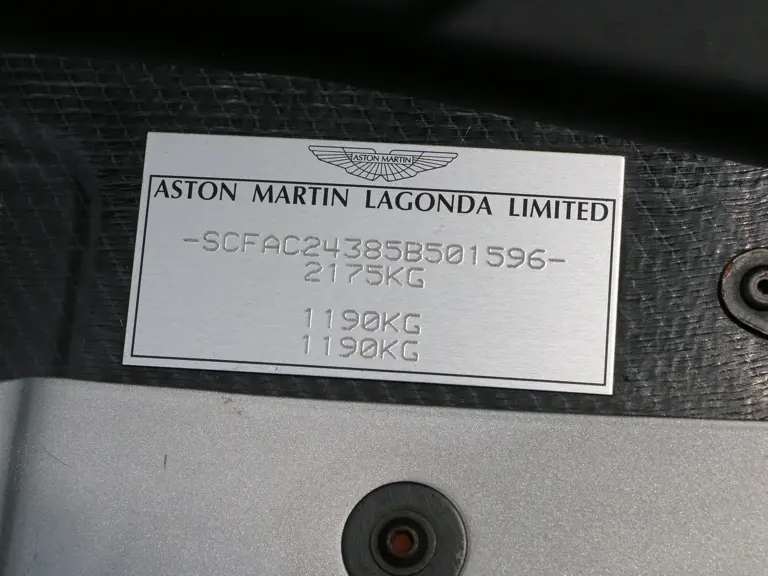 ASTON MARTIN
ASTON MARTIN LAGONDA LIMITED
-SCFAC24385B501596-
2175KG
1190KG
1190KG